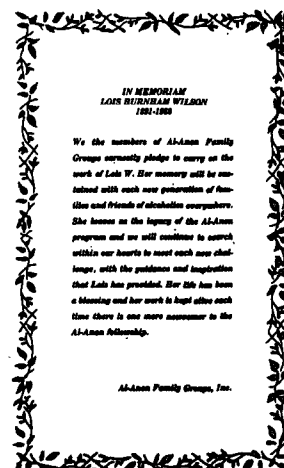 IN MEMORIAM
LOIS BURNHAM WILSON
1891-1988
We the members of Al-Anon Family
Groups earnestly pledge to carry on the
work of Lois W. Her memory will be sus-
tained with each new generation of fami-
lies and friends of alcoholics everywhere.
She leaves us the legacy of the Al-Anon
program and we will continue to search
within our hearts to meet each new chal-
lenge, with the guidance and inspiration
that Lois has provided. Her life has been
a blessing and her work is kept alive each
time there is one more newcomer to the
Al-Anon fellowship.
Al-Anon Family Groups, Inc.